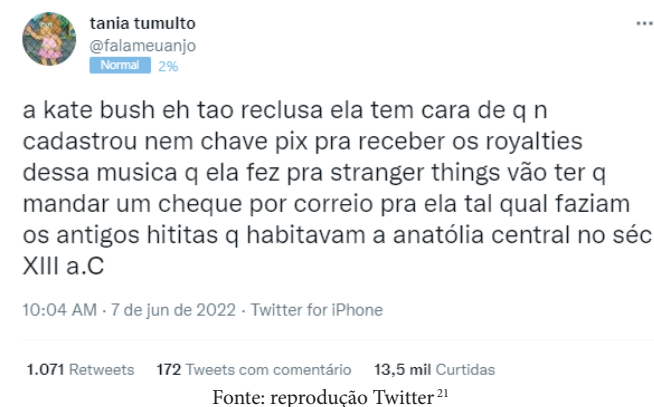 tania tumulto
@falameuanjo
Normal 2%
a kate bush eh tao reclusa ela tem cara de q n
cadastrou nem chave pix pra receber os royalties
dessa musica q ela fez pra stranger things vão ter q
mandar um cheque por correio pra ela tal qual faziam
os antigos hititas q habitavam a anatólia central no séc
XIII a.C
10:04 AM · 7 de jun de 2022 · Twitter for iPhone
1.071 Retweets 172 Tweets com comentário 13,5 mil Curtidas
Fonte: reprodução Twitter 21